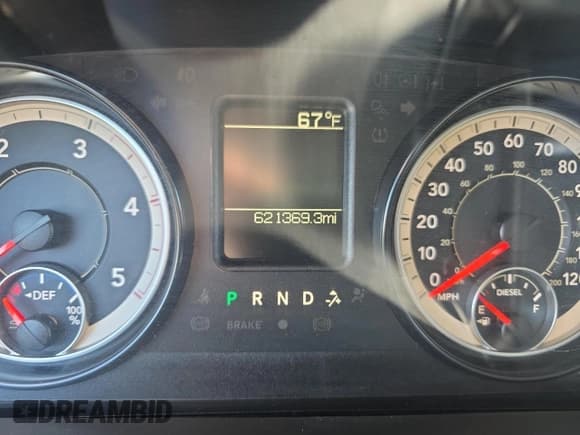 67°F
621369.3mi
P R N D
BRAKE
2 3 4 5
DEF
100 %
0 10 20 30 40 50 60 70 80
120
MPH
DIESEL
E F
DREAMBID